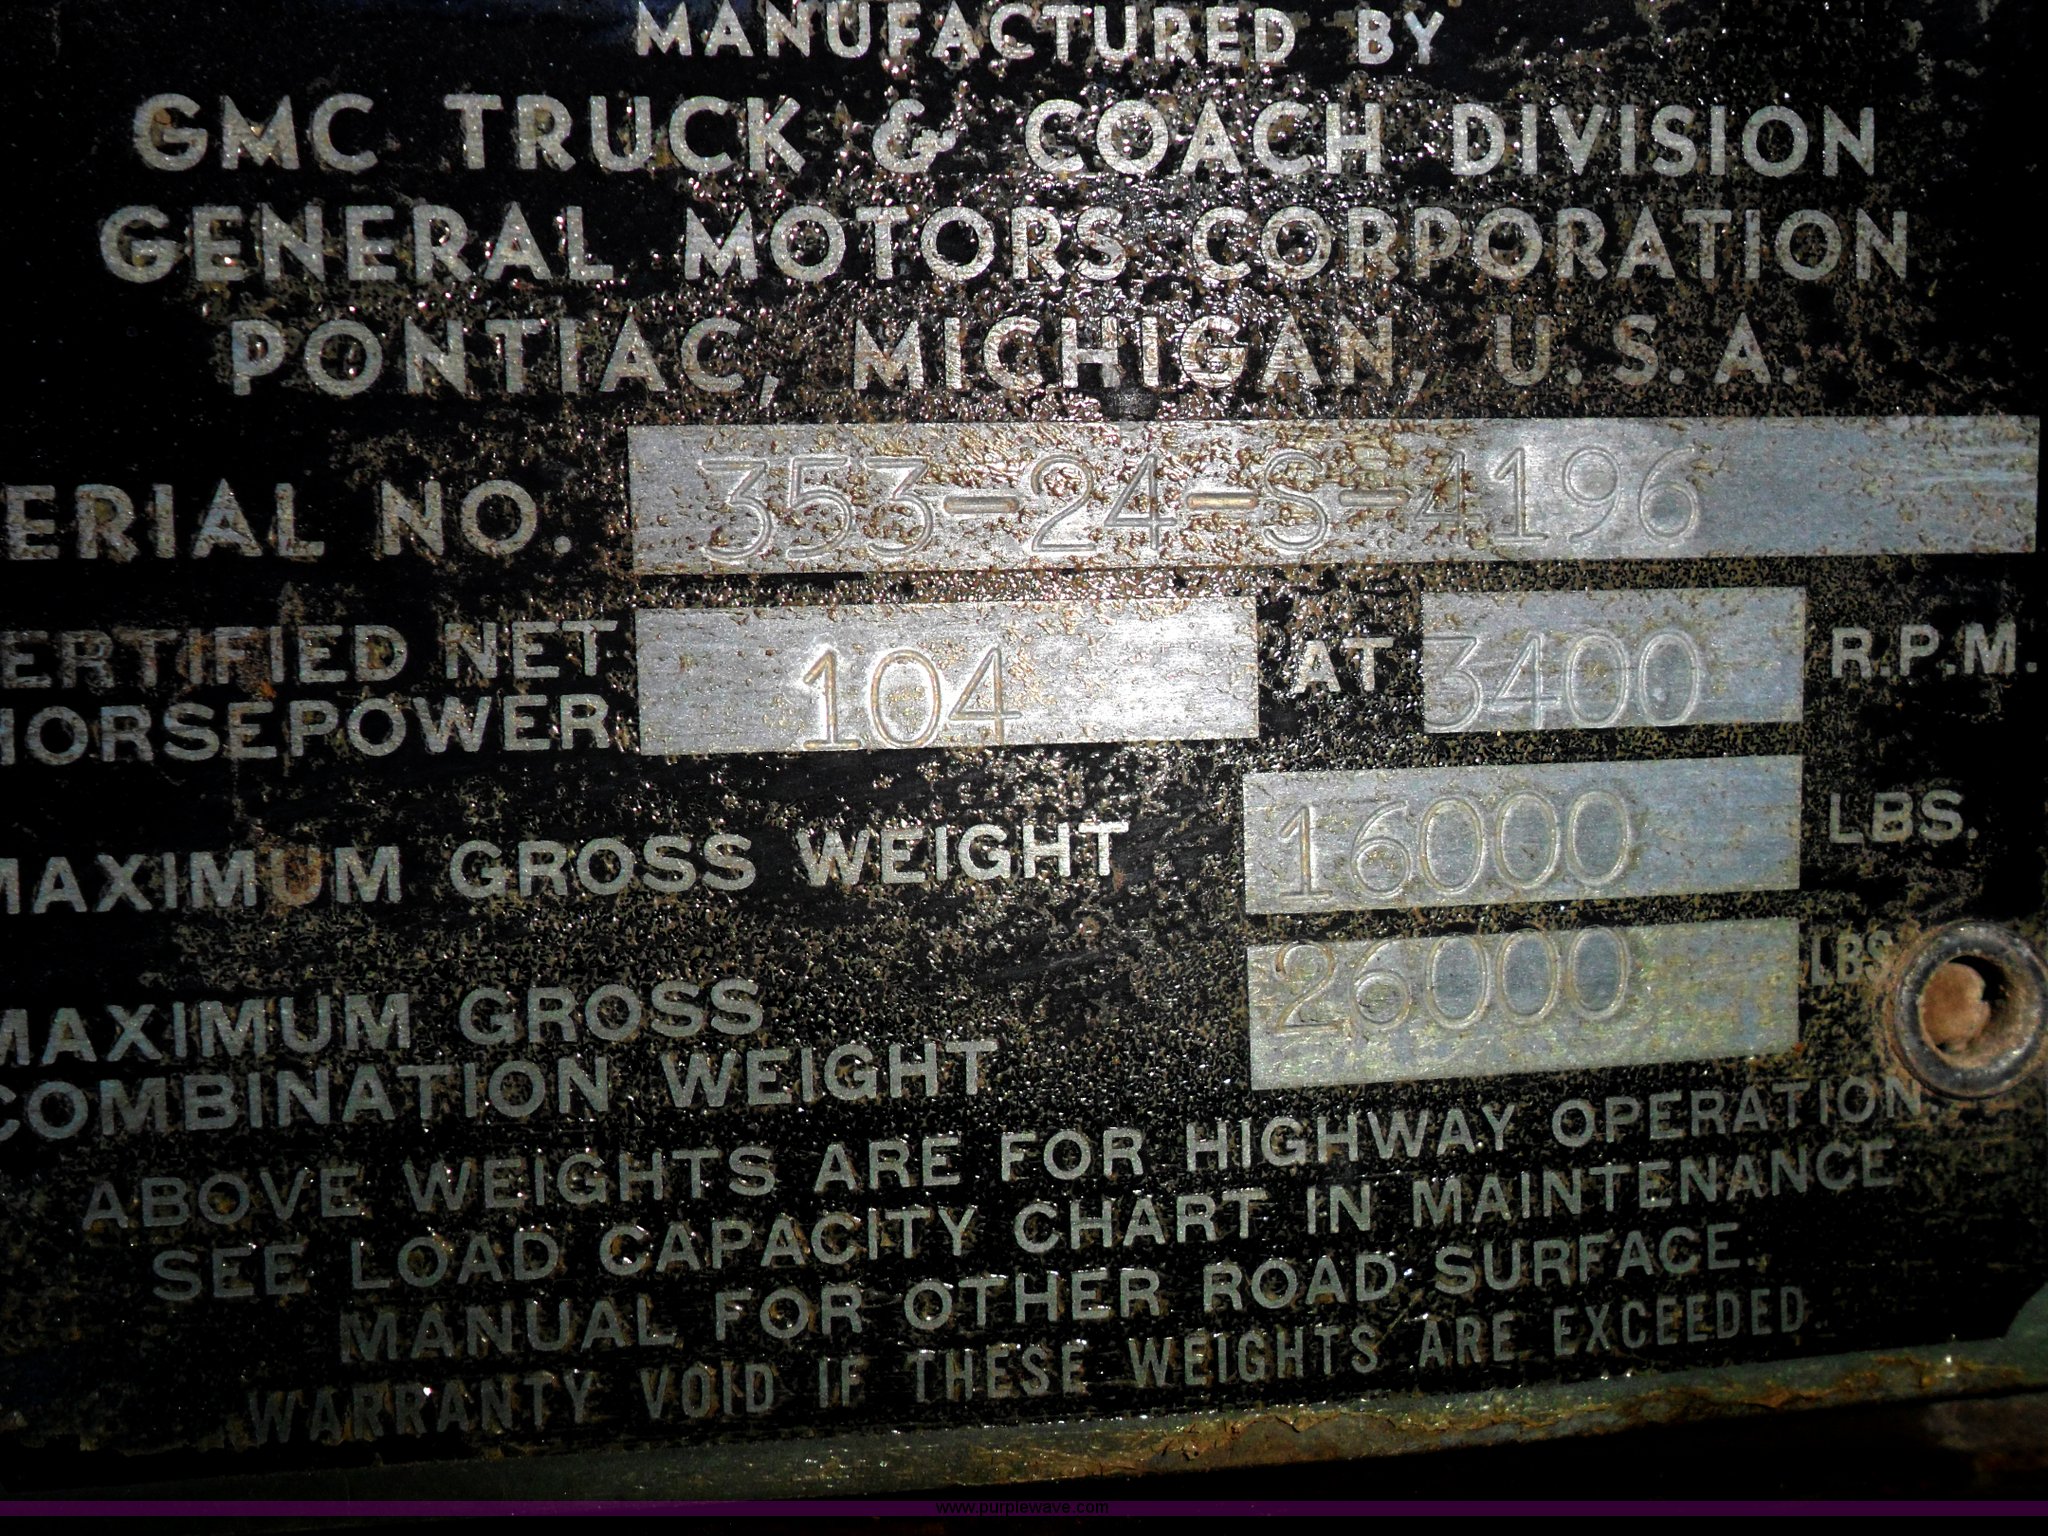 MANUFACTURED BY
GMC TRUCK & COACH DIVISION
GENERAL MOTORS CORPORATION
PONTIAC, MICHIGAN, U.S.A.
ERIAL NO. 353-24-S-4196
ERTIFIED NET
HORSEPOWER 104 AT 3400 R.P.M.
MAXIMUM GROSS WEIGHT 16000 LBS.
MAXIMUM GROSS
COMBINATION WEIGHT 26000 LBS
ABOVE WEIGHTS ARE FOR HIGHWAY OPERATION.
SEE LOAD CAPACITY CHART IN MAINTENANCE
MANUAL FOR OTHER ROAD SURFACE.
WARRANTY VOID IF THESE WEIGHTS ARE EXCEEDED.
www.purplewave.com